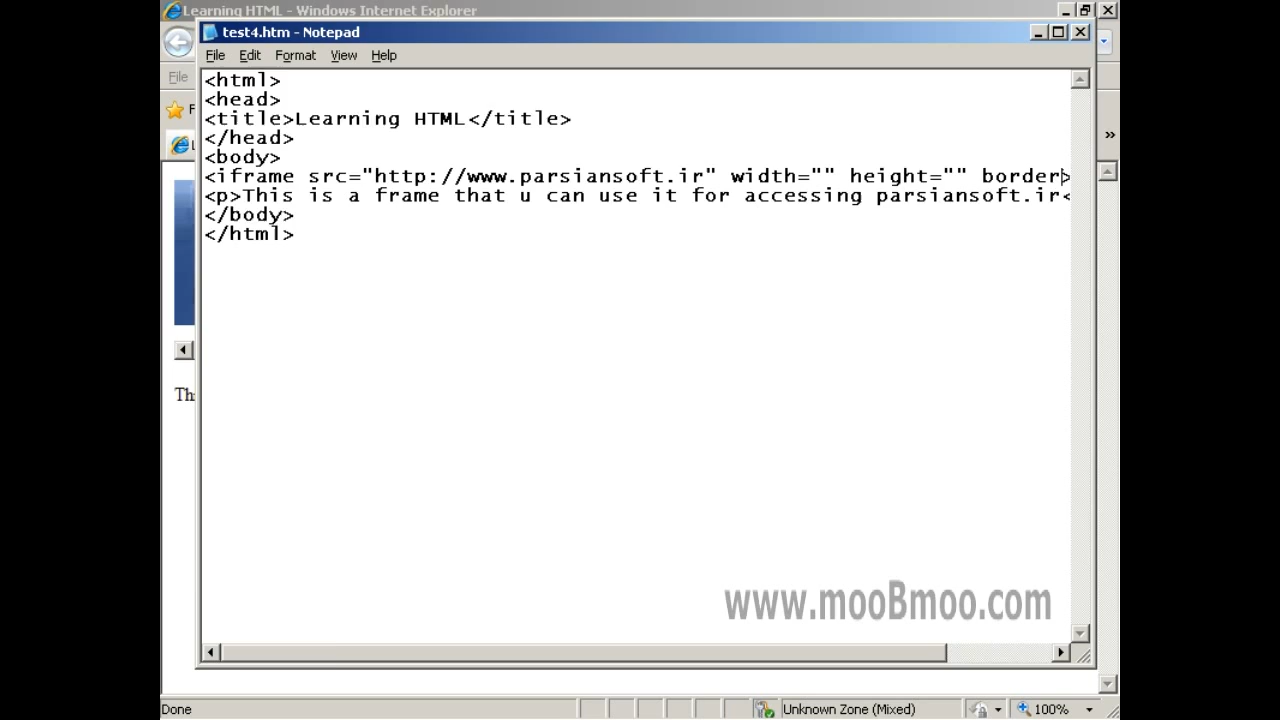 Learning HTML - Windows Internet Explorer
test4.htm - Notepad
File Edit Format View Help
File
<html>
<head>
<title>Learning HTML</title>
</head>
<body>
<iframe src="http://www.parsiansoft.ir" width="" height="" border>
<p>This is a frame that u can use it for accessing parsiansoft.ir<
</body>
</html>
www.mooBmoo.com
Done
Unknown Zone (Mixed)
100%